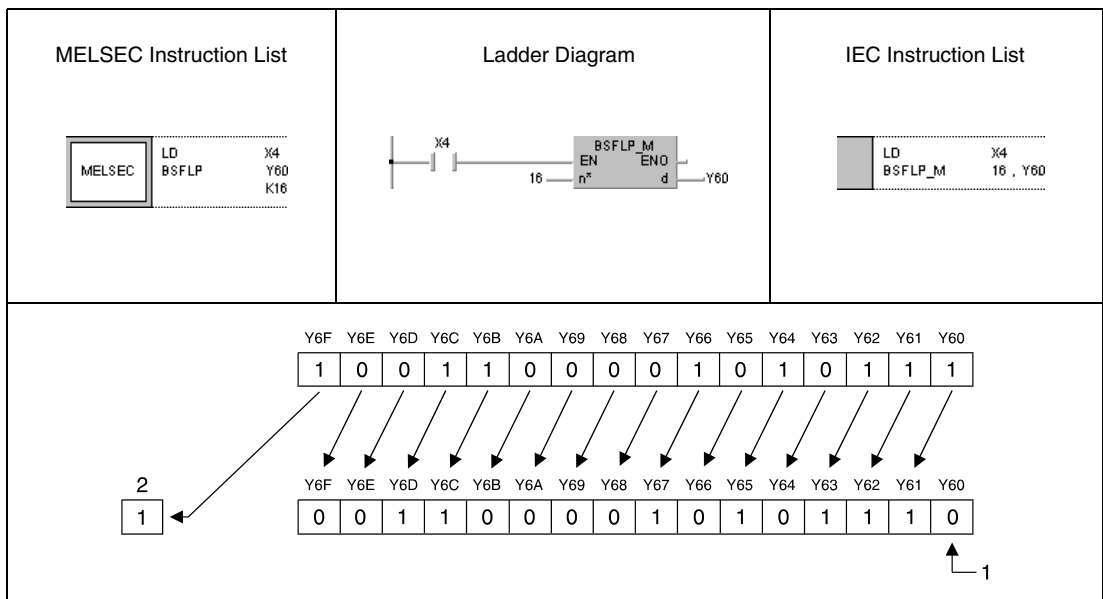 MELSEC Instruction List
Ladder Diagram
IEC Instruction List
MELSEC
LD X4
BSFLP Y60
K16
X4
BSFLP_M
EN ENO
16 n* d Y60
LD X4
BSFLP_M 16 , Y60
Y6F Y6E Y6D Y6C Y6B Y6A Y69 Y68 Y67 Y66 Y65 Y64 Y63 Y62 Y61 Y60
1 0 0 1 1 0 0 0 0 1 0 1 0 1 1 1
2
1
Y6F Y6E Y6D Y6C Y6B Y6A Y69 Y68 Y67 Y66 Y65 Y64 Y63 Y62 Y61 Y60
0 0 1 1 0 0 0 0 1 0 1 0 1 1 1 0
1